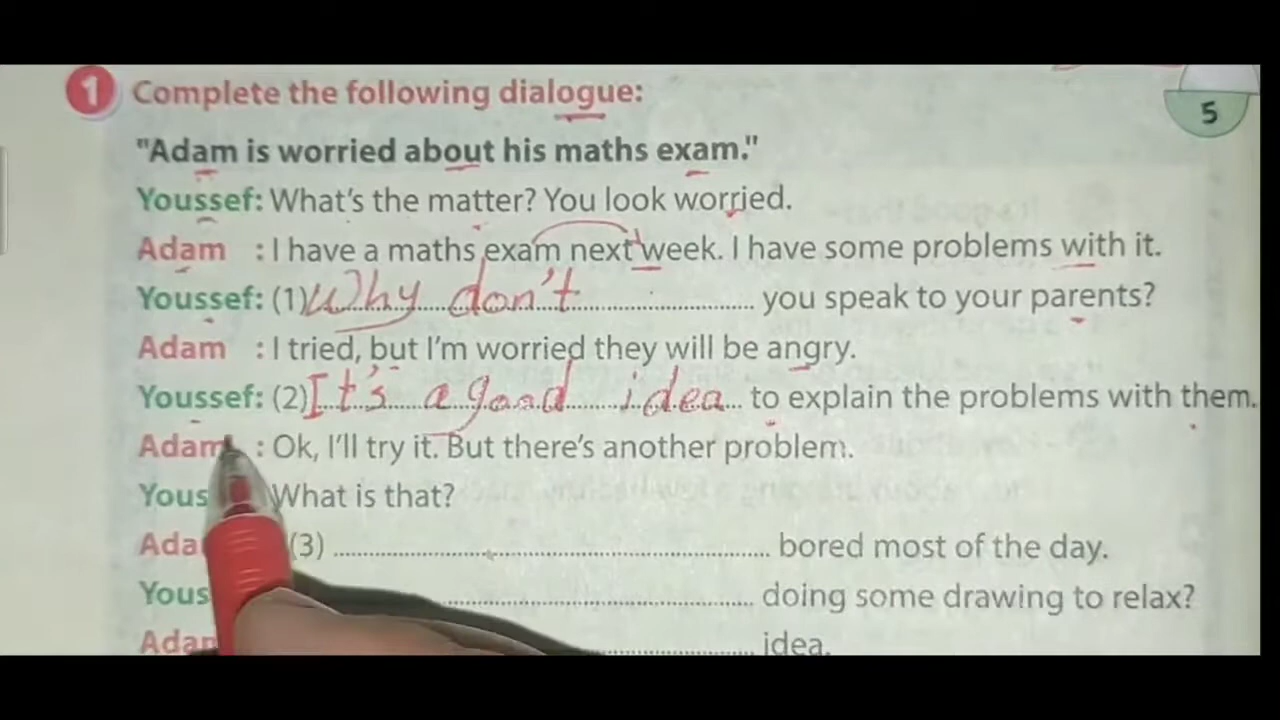 1 Complete the following dialogue:
5
"Adam is worried about his maths exam."
Youssef: What's the matter? You look worried.
Adam : I have a maths exam next week. I have some problems with it.
Youssef: (1) Why don't you speak to your parents?
Adam : I tried, but I'm worried they will be angry.
Youssef: (2) It's a good idea to explain the problems with them.
Adam : Ok, I'll try it. But there's another problem.
Yous What is that?
Ada (3) bored most of the day.
Yous doing some drawing to relax?
Adam idea.